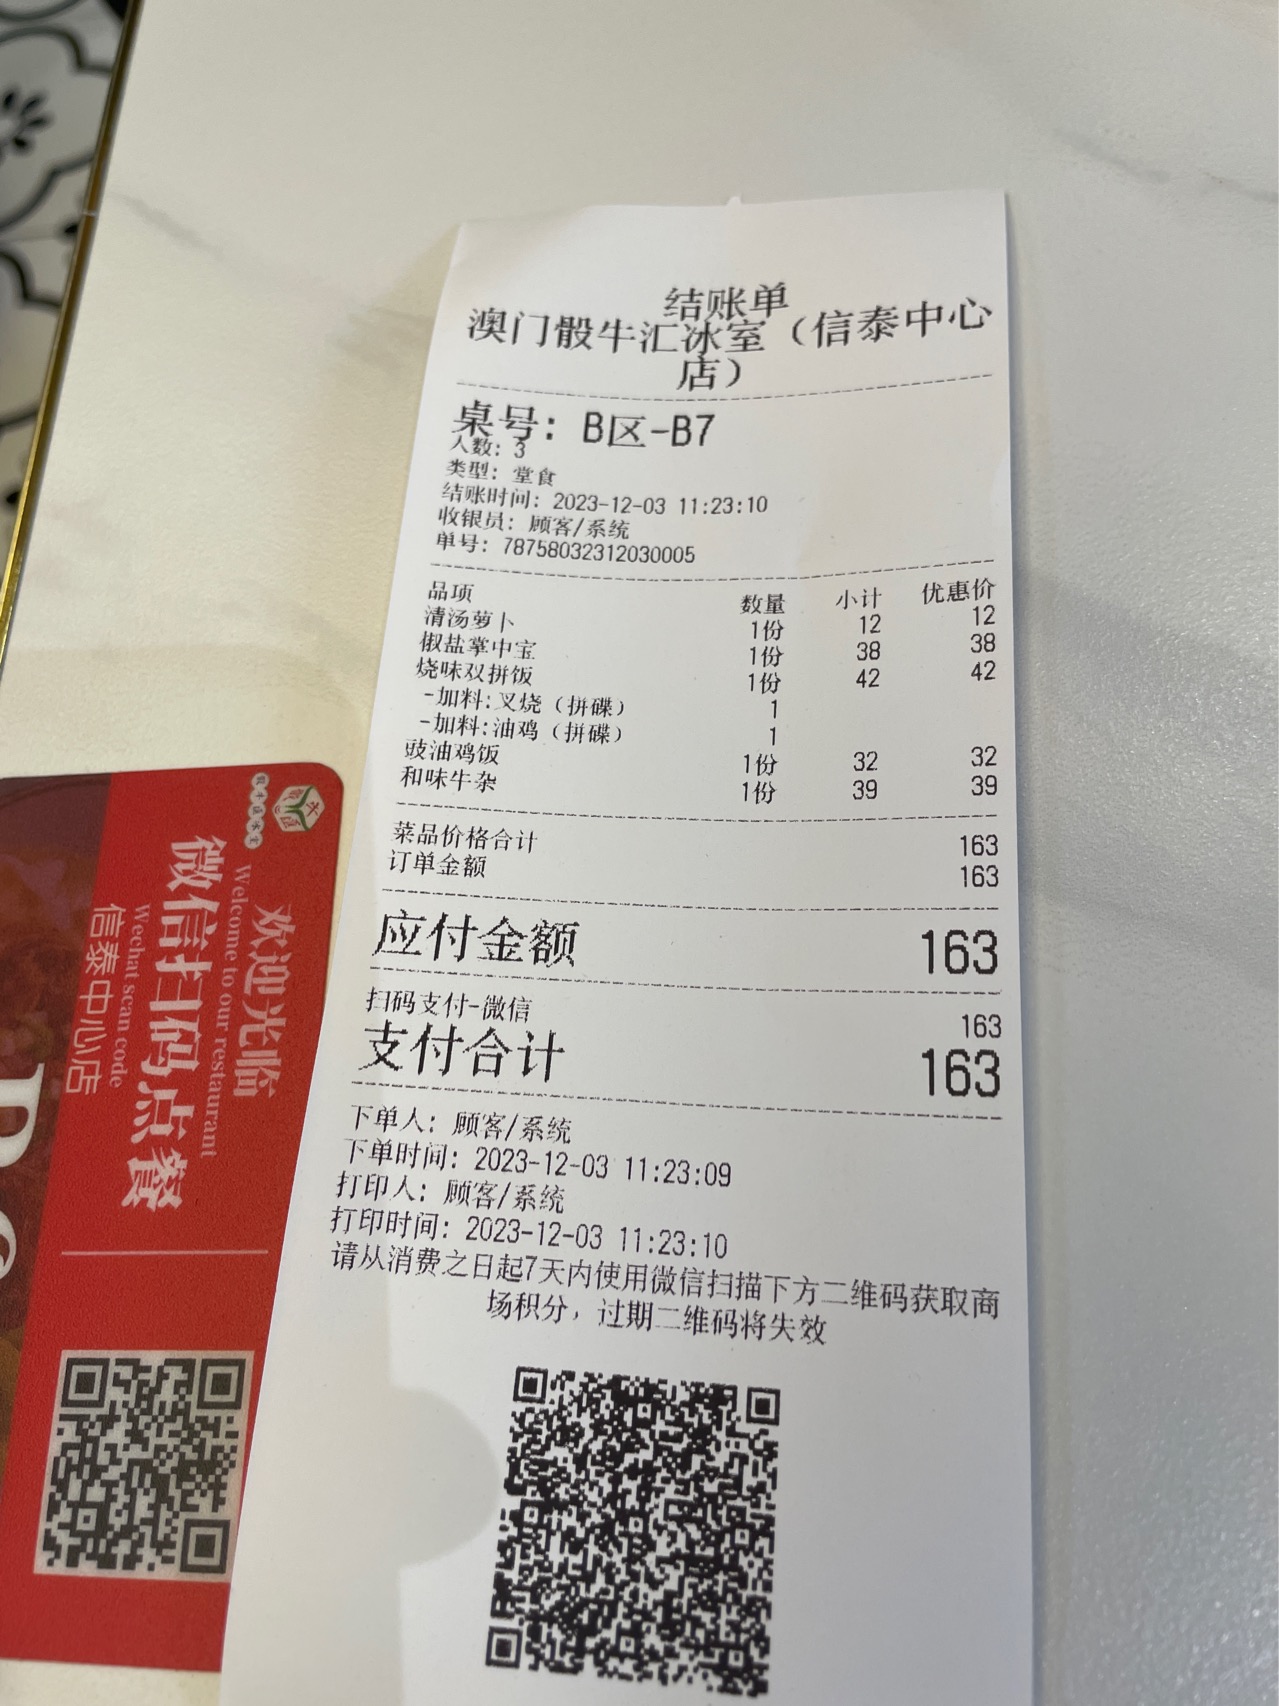 结账单
澳门骰牛汇冰室（信泰中心
店）
桌号：B区-B7
人数：3
类型：堂食
结账时间：2023-12-03 11:23:10
收银员：顾客/系统
单号：78758032312030005
品项 数量 小计 优惠价
清汤萝卜 1份 12 12
椒盐掌中宝 1份 38 38
烧味双拼饭 1份 42 42
-加料:叉烧（拼碟） 1
-加料:油鸡（拼碟） 1
豉油鸡饭 1份 32 32
和味牛杂 1份 39 39
菜品价格合计 163
订单金额 163
应付金额 163
扫码支付-微信 163
支付合计 163
下单人：顾客/系统
下单时间：2023-12-03 11:23:09
打印人：顾客/系统
打印时间：2023-12-03 11:23:10
请从消费之日起7天内使用微信扫描下方二维码获取商
场积分，过期二维码将失效
欢迎光临
Welcome to our restaurant
微信扫码点餐
Wechat scan code
信泰中心店